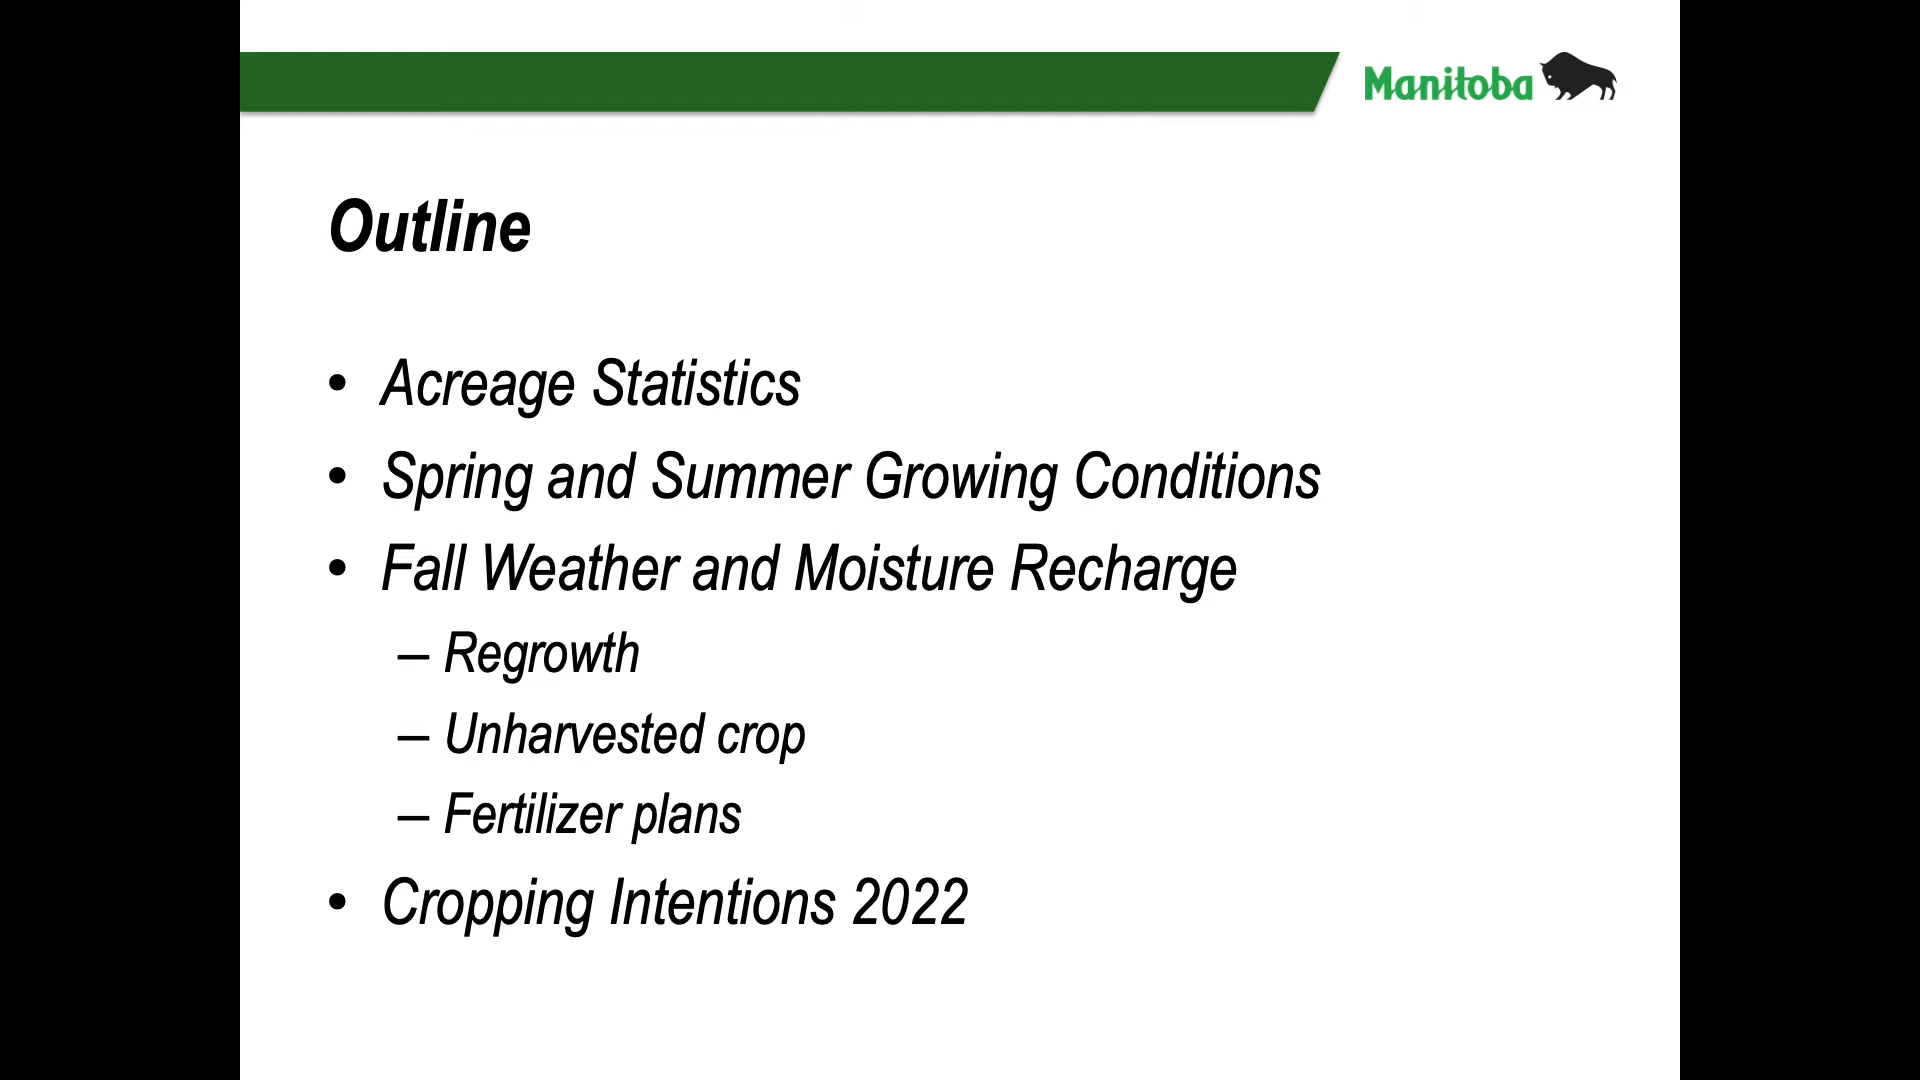 Manitoba
Outline
• Acreage Statistics
• Spring and Summer Growing Conditions
• Fall Weather and Moisture Recharge
– Regrowth
– Unharvested crop
– Fertilizer plans
• Cropping Intentions 2022